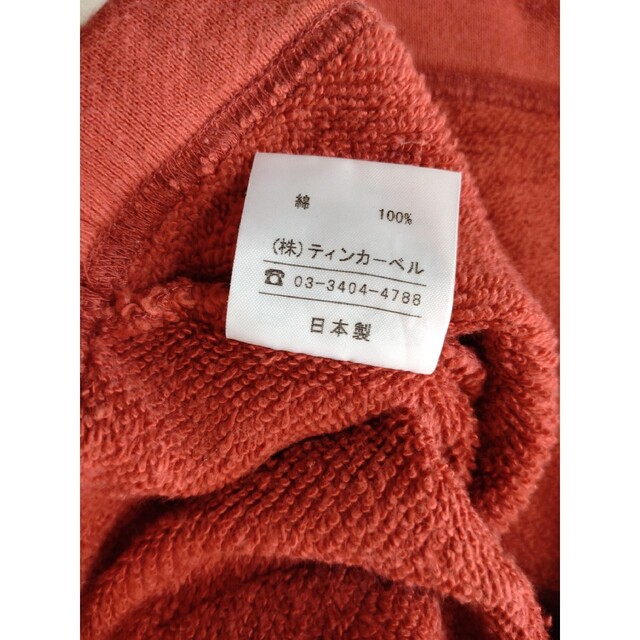 綿 100%
(株)ティンカーベル
☎ 03-3404-4788
日本製